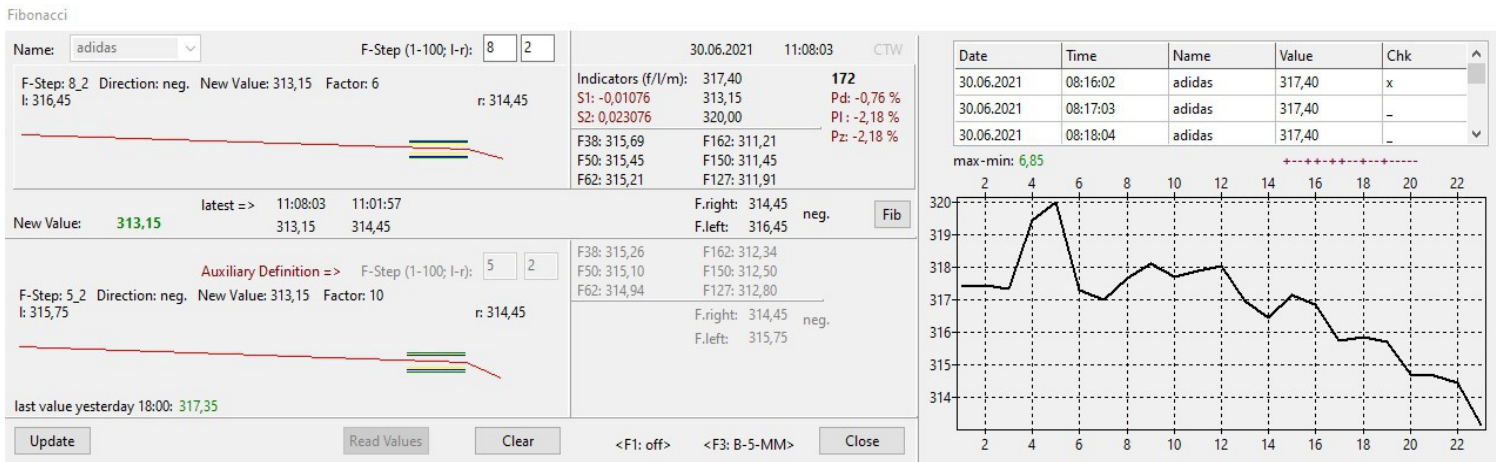 Fibonacci
Name: adidas F-Step (1-100; l-r): 8 2
F-Step: 8_2 Direction: neg. New Value: 313,15 Factor: 6
l: 316,45 r: 314,45
30.06.2021 11:08:03 CTW
Indicators (f/l/m): 317,40 172
S1: -0,01076 313,15 Pd: -0,76 %
S2: 0,023076 320,00 Pl : -2,18 %
Pz: -2,18 %
F38: 315,69 F162: 311,21
F50: 315,45 F150: 311,45
F62: 315,21 F127: 311,91
latest => 11:08:03 11:01:57
New Value: 313,15 313,15 314,45
F.right: 314,45 neg. Fib
F.left: 316,45
Auxiliary Definition => F-Step (1-100; l-r): 5 2
F-Step: 5_2 Direction: neg. New Value: 313,15 Factor: 10
l: 315,75 r: 314,45
F38: 315,26 F162: 312,34
F50: 315,10 F150: 312,50
F62: 314,94 F127: 312,80
F.right: 314,45 neg.
F.left: 315,75
last value yesterday 18:00: 317,35
Update Read Values Clear <F1: off> <F3: B-5-MM> Close
Date Time Name Value Chk
30.06.2021 08:16:02 adidas 317,40 x
30.06.2021 08:17:03 adidas 317,40 _
30.06.2021 08:18:04 adidas 317,40 _
max-min: 6,85 +--++-++--+--+-----
2 4 6 8 10 12 14 16 18 20 22
320
319
318
317
316
315
314
2 4 6 8 10 12 14 16 18 20 22